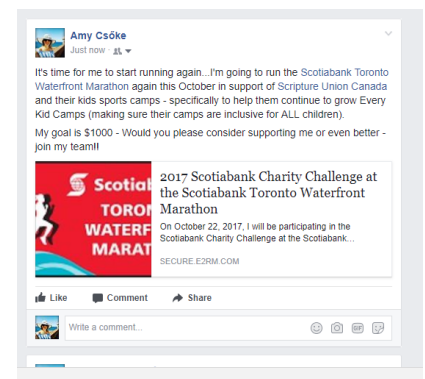 Amy Csőke
Just now
It's time for me to start running again...I'm going to run the Scotiabank Toronto
Waterfront Marathon again this October in support of Scripture Union Canada
and their kids sports camps - specifically to help them continue to grow Every
Kid Camps (making sure their camps are inclusive for ALL children).
My goal is $1000 - Would you please consider supporting me or even better -
join my team!!
Scotial
TORON
WATERF
MARAT
2017 Scotiabank Charity Challenge at
the Scotiabank Toronto Waterfront
Marathon
On October 22, 2017, I will be participating in the
Scotiabank Charity Challenge at the Scotiabank...
SECURE.E2RM.COM
Like Comment Share
Write a comment...
GIF